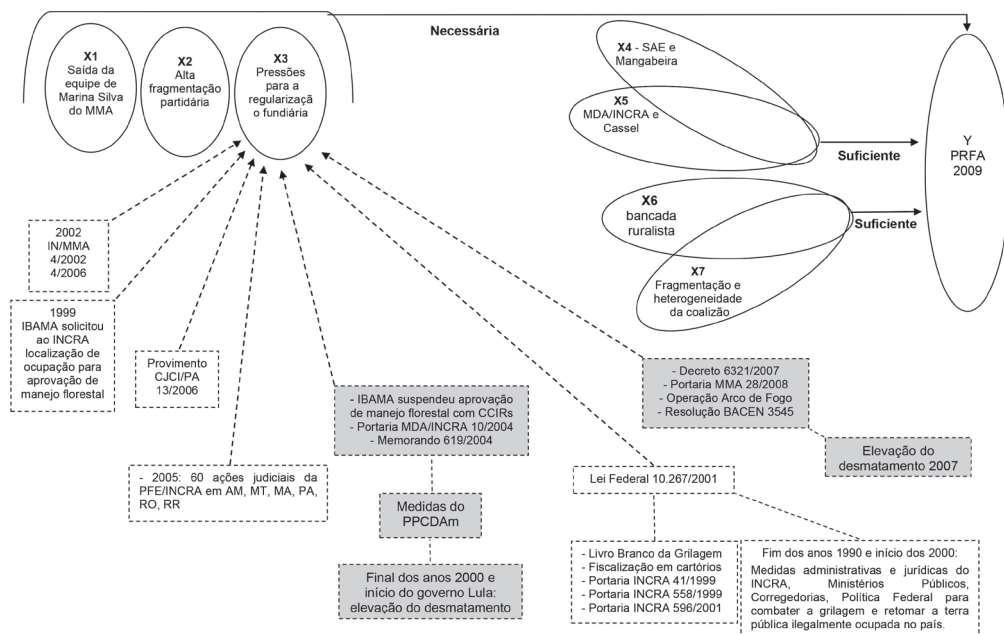 Necessária
X1
Saída da
equipe de
Marina Silva
do MMA
X2
Alta
fragmentação
partidária
X3
Pressões
para a
regularizaçã
o fundiária
X4 - SAE e
Mangabeira
X5
MDA/INCRA e
Cassel
Suficiente
X6
bancada
ruralista
Suficiente
X7
Fragmentação e
heterogeneidade
da coalizão
Y
PRFA
2009
2002
IN/MMA
4/2002
4/2006
1999
IBAMA solicitou
ao INCRA
localização de
ocupação para
aprovação de
manejo florestal
Provimento
CJCI/PA
13/2006
- 2005: 60 ações judiciais da
PFE/INCRA em AM, MT, MA, PA,
RO, RR
- IBAMA suspendeu aprovação
de manejo florestal com CCIRs
- Portaria MDA/INCRA 10/2004
- Memorando 619/2004
Medidas do
PPCDAm
Final dos anos 2000 e
início do governo Lula:
elevação do desmatamento
- Decreto 6321/2007
- Portaria MMA 28/2008
- Operação Arco de Fogo
- Resolução BACEN 3545
Elevação do
desmatamento 2007
Lei Federal 10.267/2001
- Livro Branco da Grilagem
- Fiscalização em cartórios
- Portaria INCRA 41/1999
- Portaria INCRA 558/1999
- Portaria INCRA 596/2001
Fim dos anos 1990 e início dos 2000:
Medidas administrativas e jurídicas do
INCRA, Ministérios Públicos,
Corregedorias, Política Federal para
combater a grilagem e retomar a terra
pública ilegalmente ocupada no país.